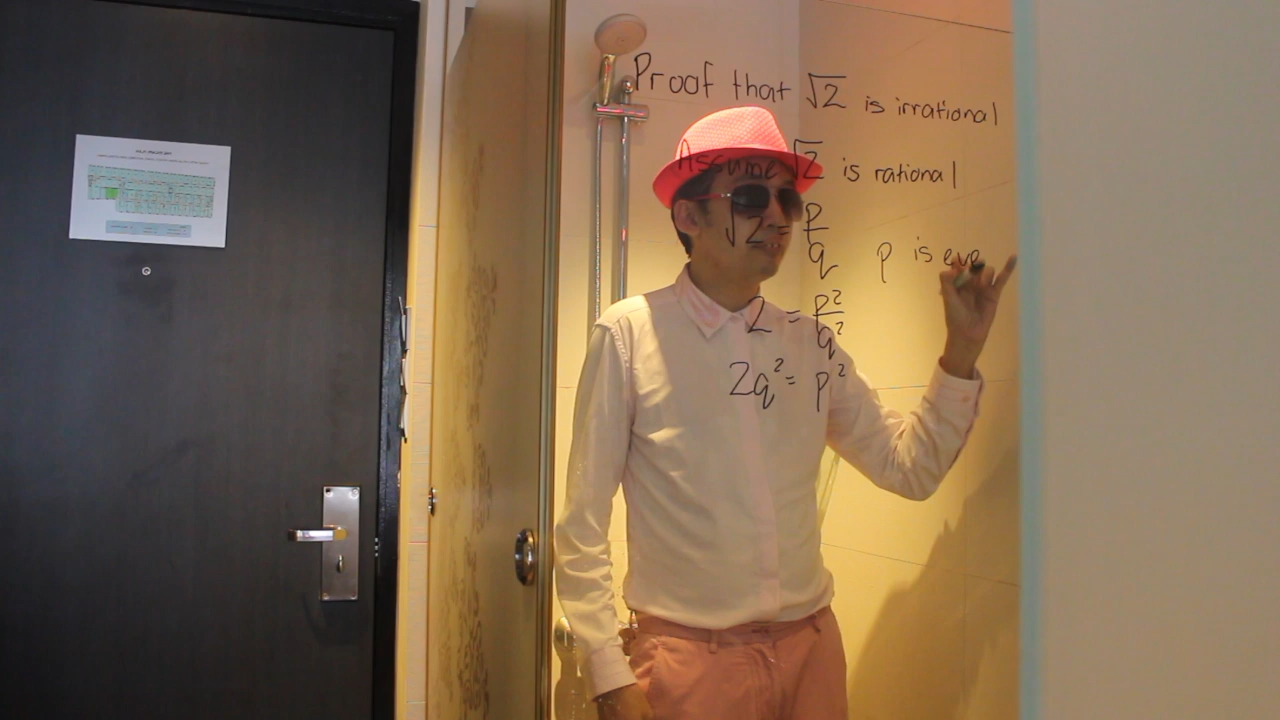 Proof that √2 is irrational
Assume √2 is rational
√2 = p/q
p is eve
2 = p²/q²
2q² = p²